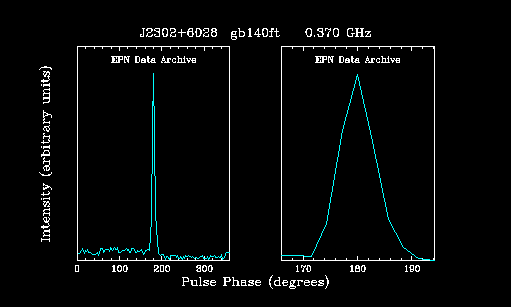 J2302+6028 gb140ft 0.370 GHz
EPN Data Archive
EPN Data Archive
Intensity (arbitrary units)
0 100 200 300
170 180 190
Pulse Phase (degrees)